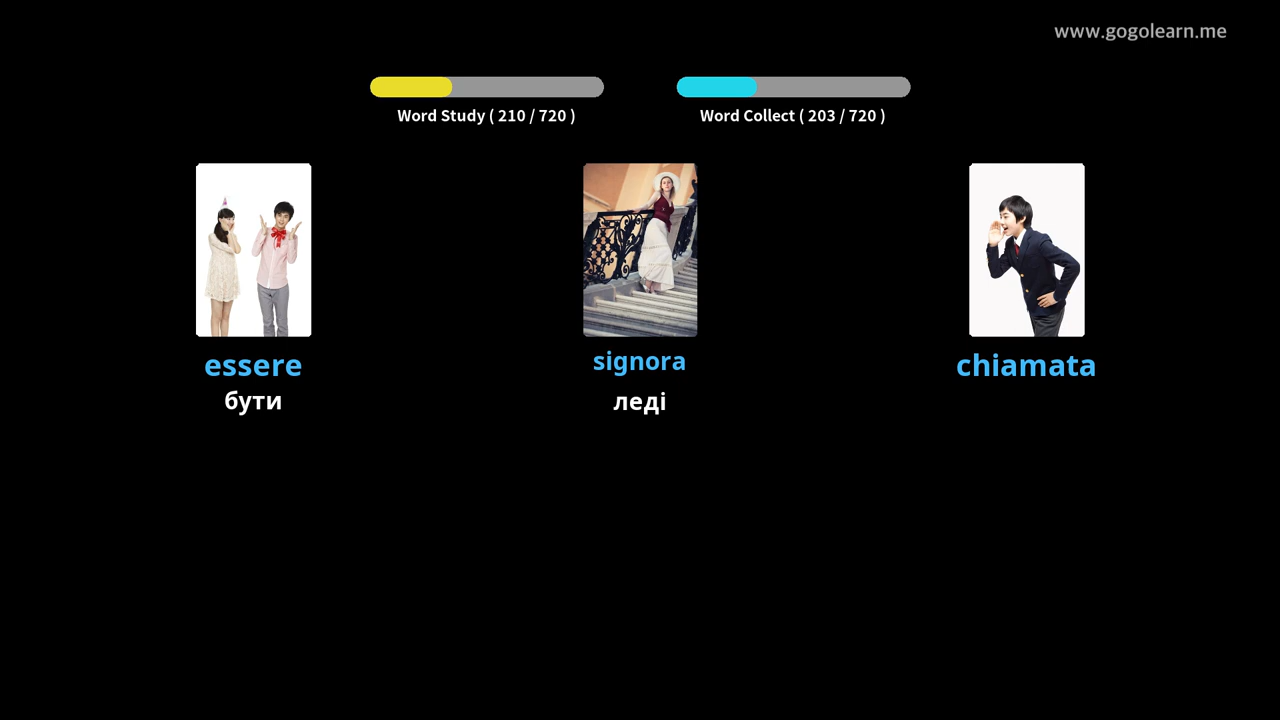 www.gogolearn.me
Word Study ( 210 / 720 )
Word Collect ( 203 / 720 )
essere
signora
chiamata
бути
леді